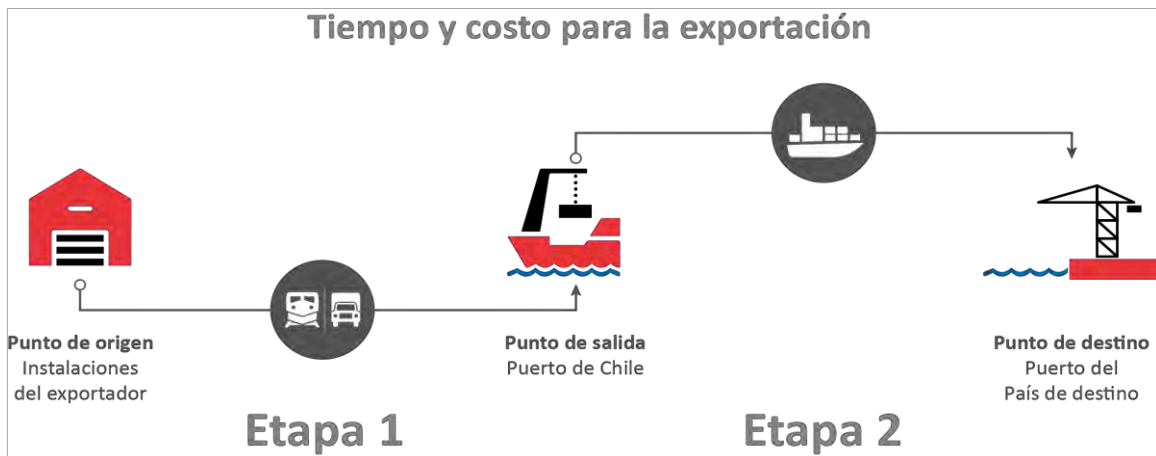 Tiempo y costo para la exportación
Punto de origen
Instalaciones
del exportador
Punto de salida
Puerto de Chile
Punto de destino
Puerto del
País de destino
Etapa 1
Etapa 2